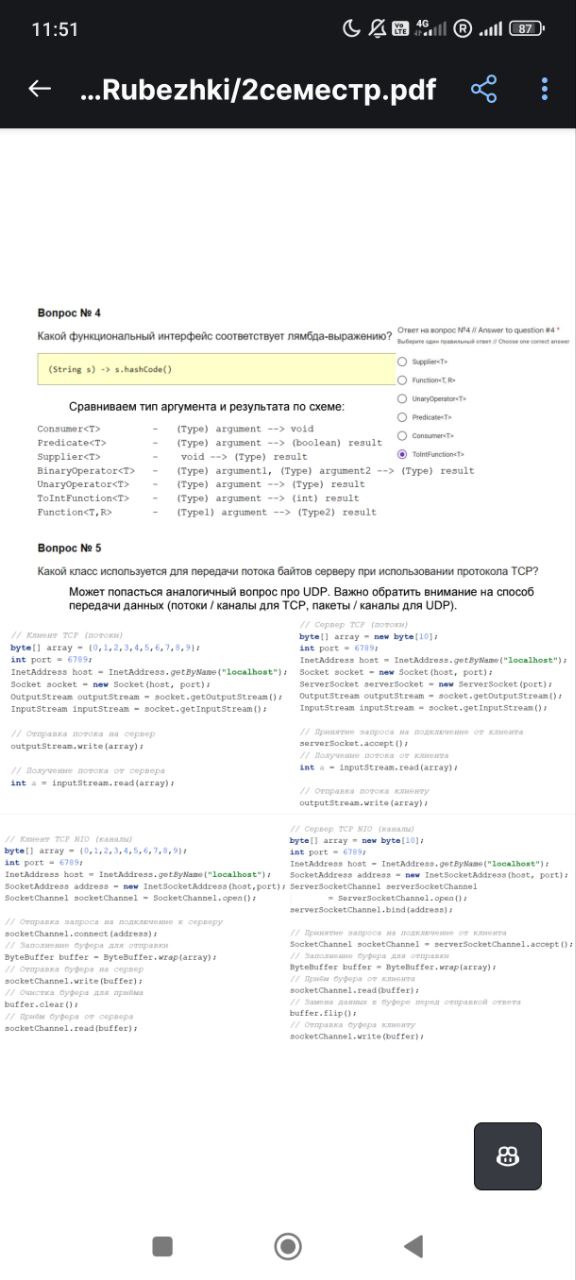 11:51
Vo LTE 4G R 87
...Rubezhki/2семестр.pdf
Вопрос № 4
Какой функциональный интерфейс соответствует лямбда-выражению?
(String s) -> s.hashCode()
Ответ на вопрос №4 // Answer to question #4 *
Выберите один правильный ответ // Choose one correct answer
Supplier<T>
Function<T, R>
UnaryOperator<T>
Predicate<T>
Consumer<T>
ToIntFunction<T>
Сравниваем тип аргумента и результата по схеме:
Consumer<T> - (Type) argument --> void
Predicate<T> - (Type) argument --> (boolean) result
Supplier<T> - void --> (Type) result
BinaryOperator<T> - (Type) argument1, (Type) argument2 --> (Type) result
UnaryOperator<T> - (Type) argument --> (Type) result
ToIntFunction<T> - (Type) argument --> (int) result
Function<T,R> - (Type1) argument --> (Type2) result
Вопрос № 5
Какой класс используется для передачи потока байтов серверу при использовании протокола TCP?
Может попасться аналогичный вопрос про UDP. Важно обратить внимание на способ
передачи данных (потоки / каналы для TCP, пакеты / каналы для UDP).
// Клиент TCP (потоки)
byte[] array = {0,1,2,3,4,5,6,7,8,9};
int port = 6789;
InetAddress host = InetAddress.getByName("localhost");
Socket socket = new Socket(host, port);
OutputStream outputStream = socket.getOutputStream();
InputStream inputStream = socket.getInputStream();
// Отправка потока на сервер
outputStream.write(array);
// Получение потока от сервера
int a = inputStream.read(array);
// Сервер TCP (потоки)
byte[] array = new byte[10];
int port = 6789;
InetAddress host = InetAddress.getByName("localhost");
Socket socket = new Socket(host, port);
ServerSocket serverSocket = new ServerSocket(port);
OutputStream outputStream = socket.getOutputStream();
InputStream inputStream = socket.getInputStream();
// Принятие запроса на подключение от клиента
serverSocket.accept();
// Получение потока от клиента
int a = inputStream.read(array);
// Отправка потока клиенту
outputStream.write(array);
// Клиент TCP NIO (каналы)
byte[] array = {0,1,2,3,4,5,6,7,8,9};
int port = 6789;
InetAddress host = InetAddress.getByName("localhost");
SocketAddress address = new InetSocketAddress(host,port);
SocketChannel socketChannel = SocketChannel.open();
// Отправка запроса на подключение к серверу
socketChannel.connect(address);
// Заполнение буфера для отправки
ByteBuffer buffer = ByteBuffer.wrap(array);
// Отправка буфера на сервер
socketChannel.write(buffer);
// Очистка буфера для приёма
buffer.clear();
// Приём буфера от сервера
socketChannel.read(buffer);
// Сервер TCP NIO (каналы)
byte[] array = new byte[10];
int port = 6789;
InetAddress host = InetAddress.getByName("localhost");
SocketAddress address = new InetSocketAddress(host, port);
ServerSocketChannel serverSocketChannel
= ServerSocketChannel.open();
serverSocketChannel.bind(address);
// Принятие запроса на подключение от клиента
SocketChannel socketChannel = serverSocketChannel.accept();
// Заполнение буфера для отправки
ByteBuffer buffer = ByteBuffer.wrap(array);
// Приём буфера от клиента
socketChannel.read(buffer);
// Замена данных в буфере перед отправкой ответа
buffer.flip();
// Отправка буфера клиенту
socketChannel.write(buffer);